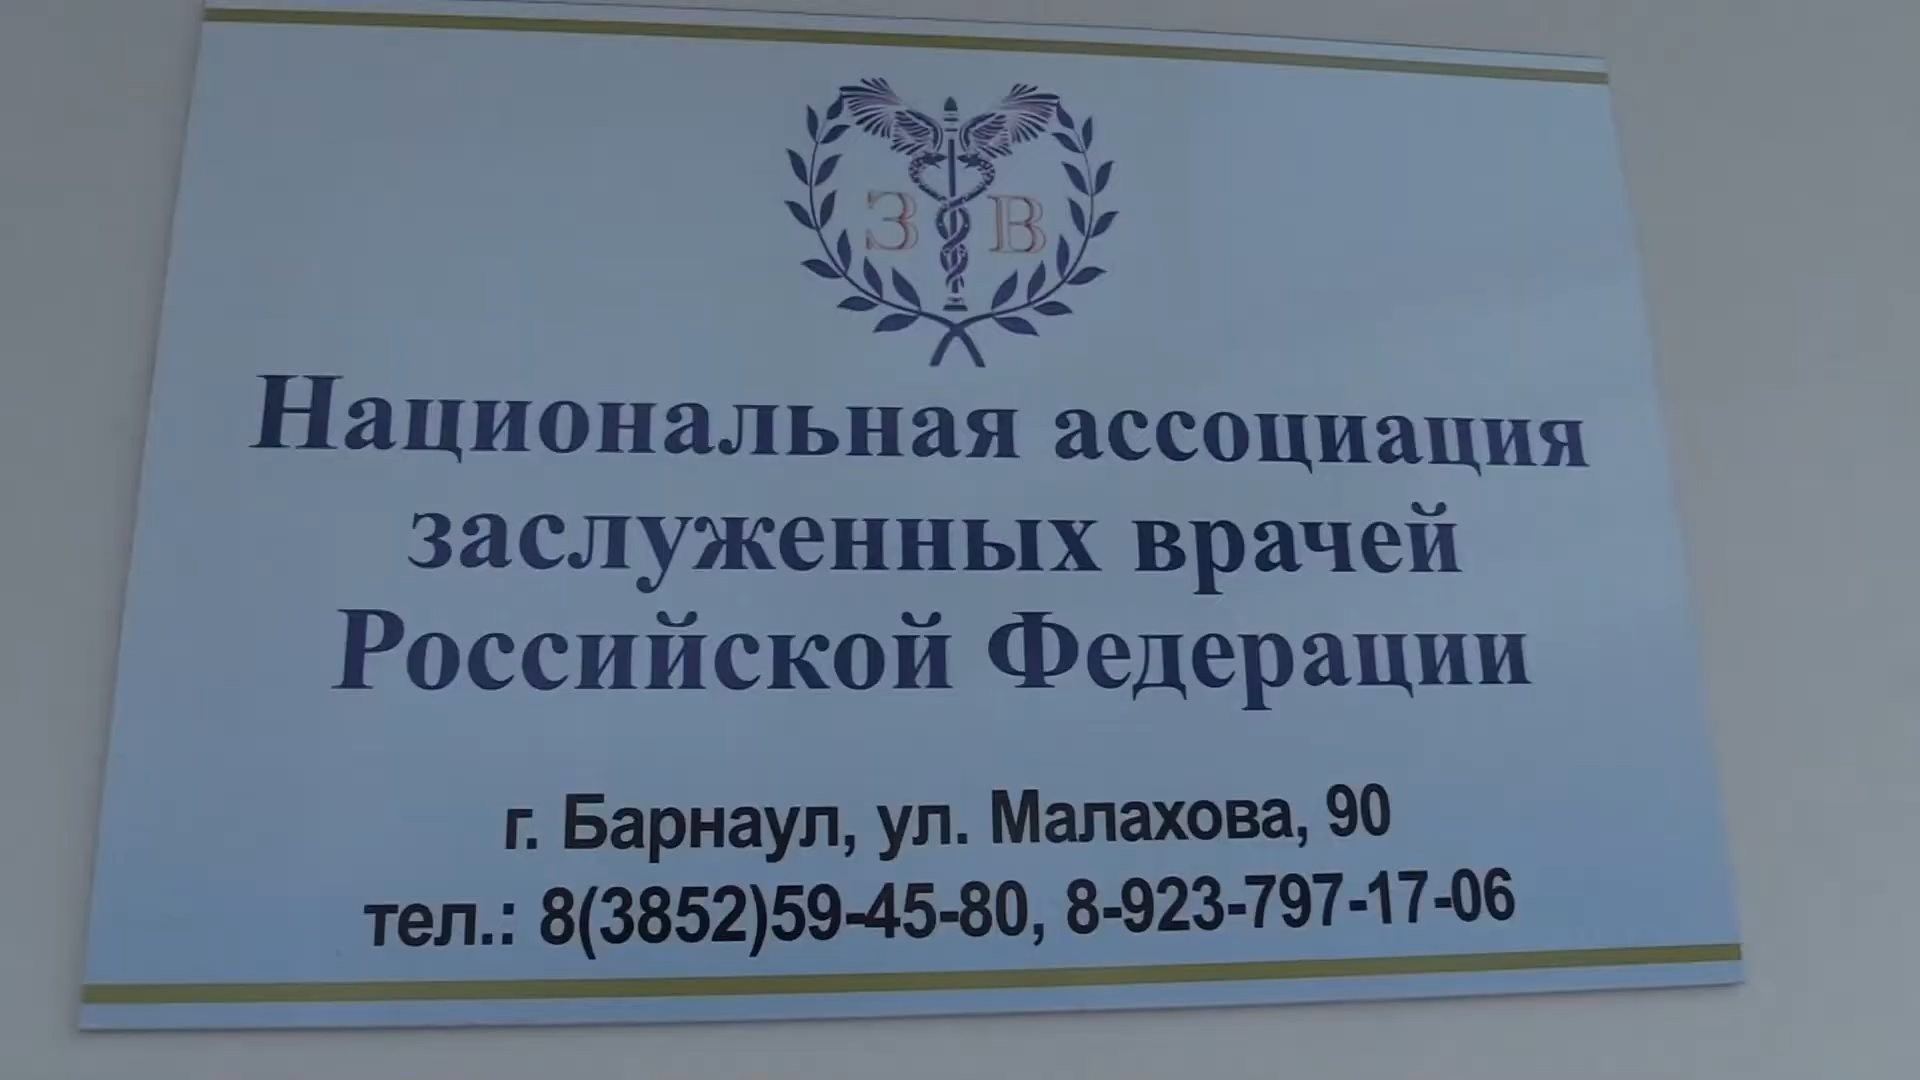 З В
Национальная ассоциация
заслуженных врачей
Российской Федерации
г. Барнаул, ул. Малахова, 90
тел.: 8(3852)59-45-80, 8-923-797-17-06